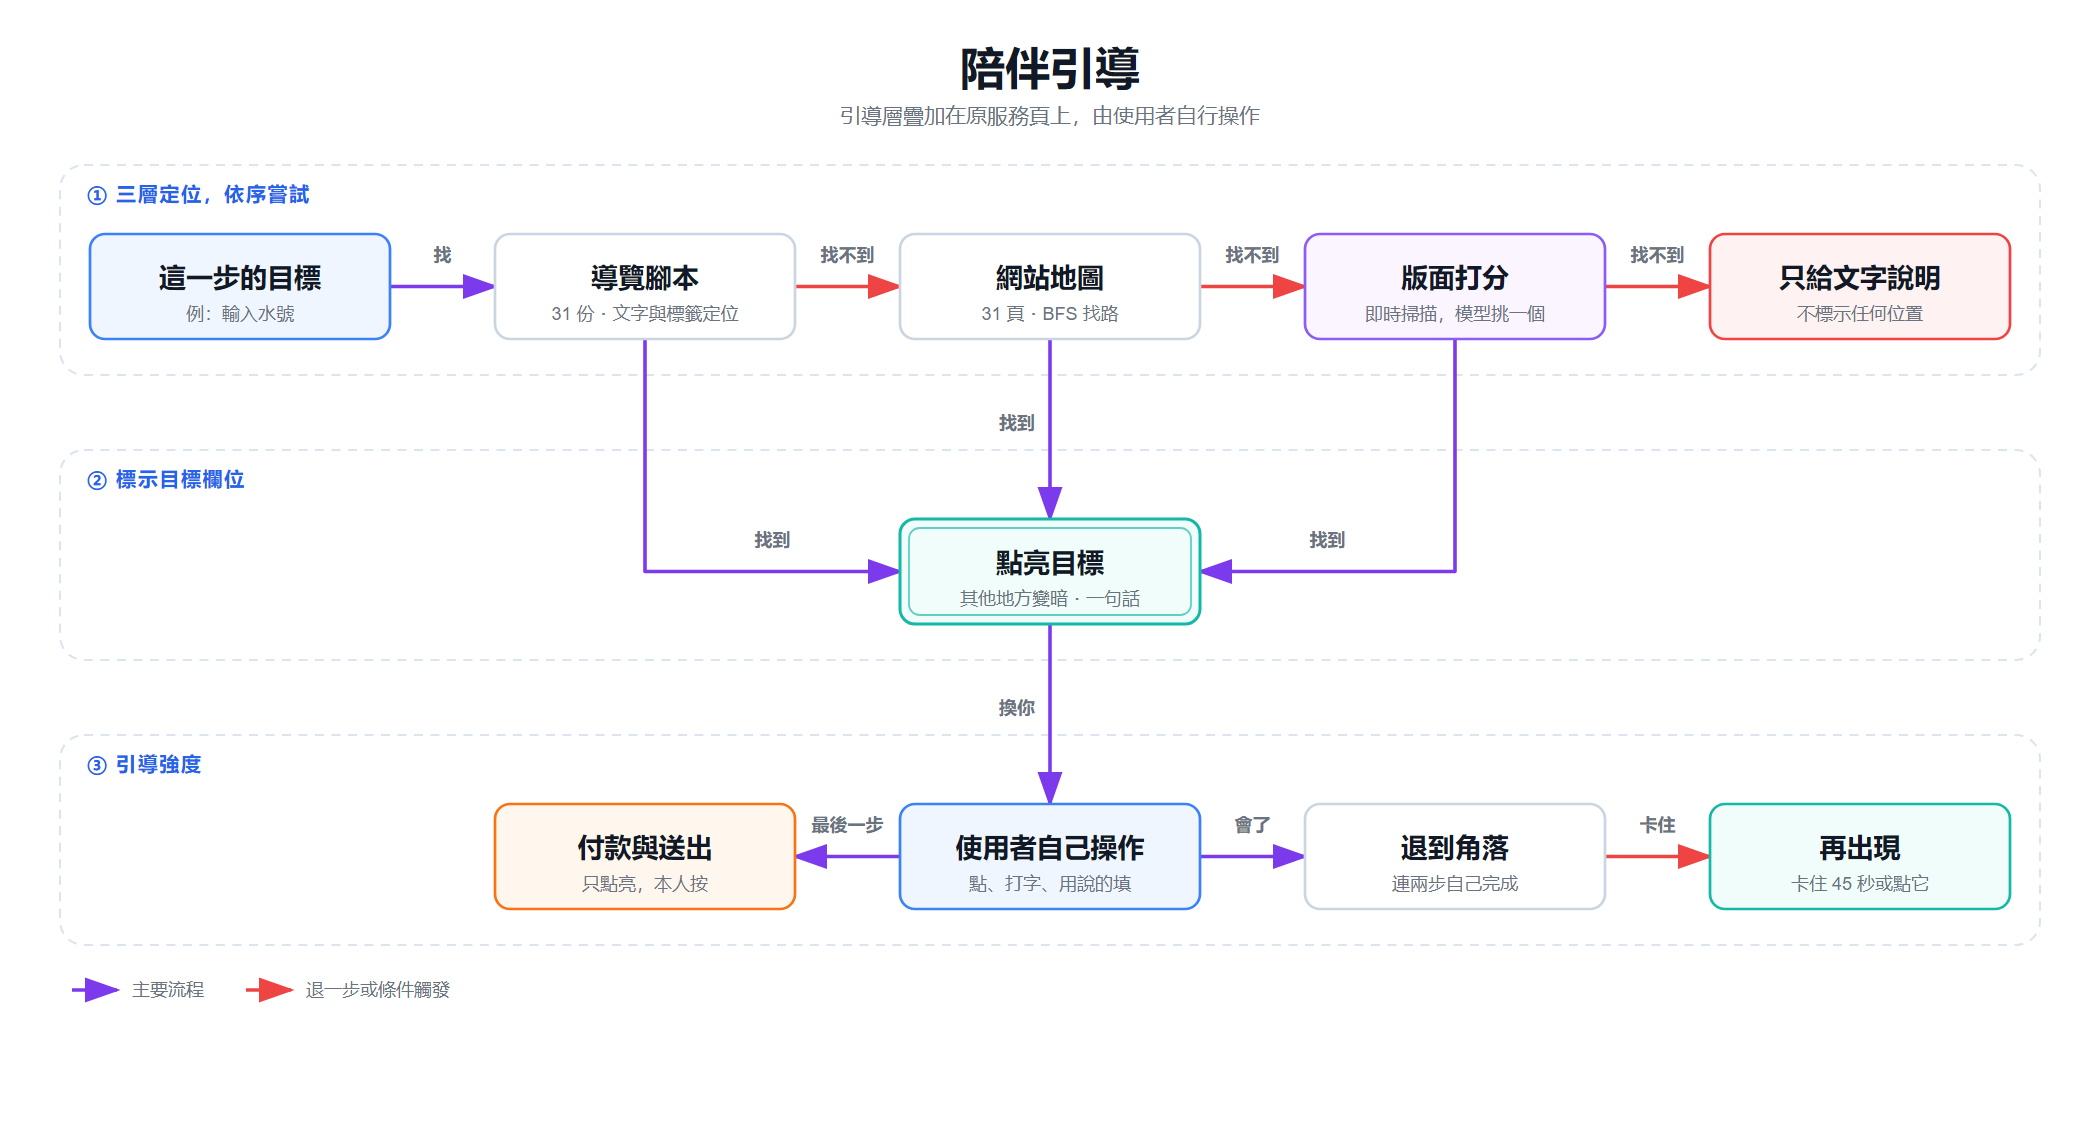 陪伴引導
引導層疊加在原服務頁上，由使用者自行操作
① 三層定位，依序嘗試
這一步的目標
例：輸入水號
找
導覽腳本
31 份 · 文字與標籤定位
找不到
網站地圖
31 頁 · BFS 找路
找不到
版面打分
即時掃描，模型挑一個
找不到
只給文字說明
不標示任何位置
找到
② 標示目標欄位
找到
找到
點亮目標
其他地方變暗 · 一句話
換你
③ 引導強度
付款與送出
只點亮，本人按
最後一步
使用者自己操作
點、打字、用說的填
會了
退到角落
連兩步自己完成
卡住
再出現
卡住 45 秒或點它
主要流程
退一步或條件觸發